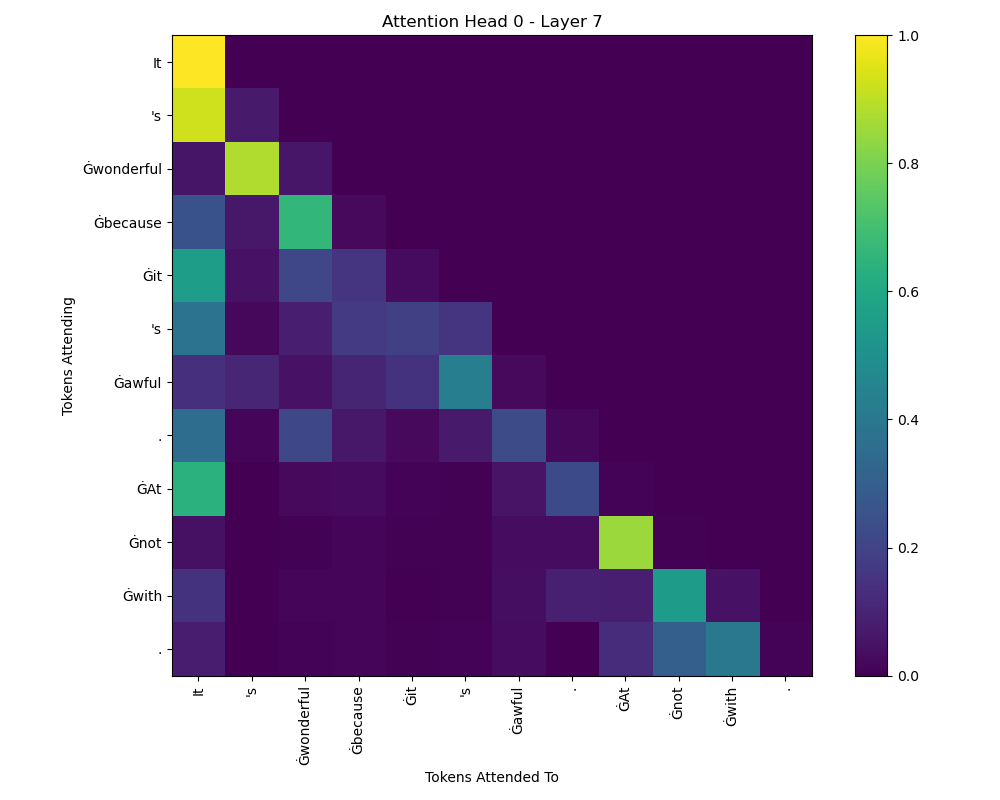 Attention Head 0 - Layer 7
It
's
Ġwonderful
Ġbecause
Ġit
's
Ġawful
.
ĠAt
Ġnot
Ġwith
.
Tokens Attending
It
's
Ġwonderful
Ġbecause
Ġit
's
Ġawful
.
ĠAt
Ġnot
Ġwith
.
Tokens Attended To
1.0
0.8
0.6
0.4
0.2
0.0